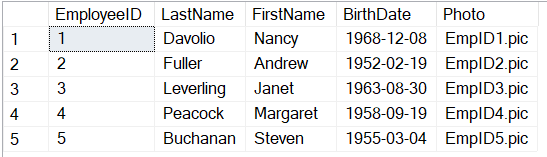 EmployeeID LastName FirstName BirthDate Photo
1 1 Davolio Nancy 1968-12-08 EmpID1.pic
2 2 Fuller Andrew 1952-02-19 EmpID2.pic
3 3 Leverling Janet 1963-08-30 EmpID3.pic
4 4 Peacock Margaret 1958-09-19 EmpID4.pic
5 5 Buchanan Steven 1955-03-04 EmpID5.pic